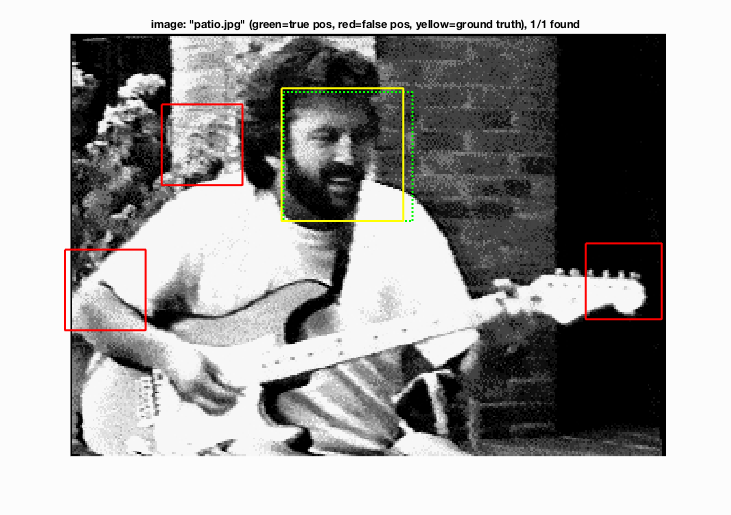 image: "patio.jpg" (green=true pos, red=false pos, yellow=ground truth), 1/1 found